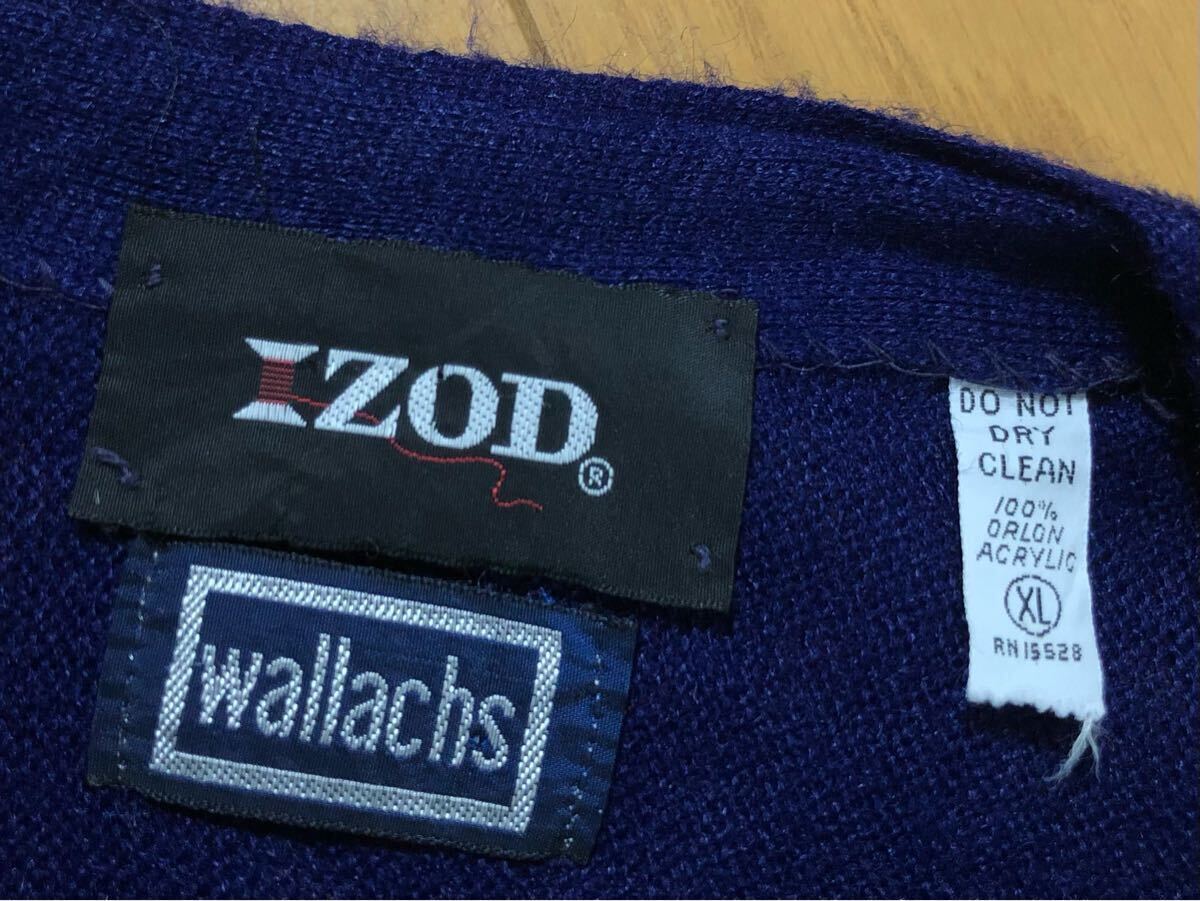 IZOD®
wallachs
DO NOT
DRY
CLEAN
100%
ORLON
ACRYLIC
XL
RN15528